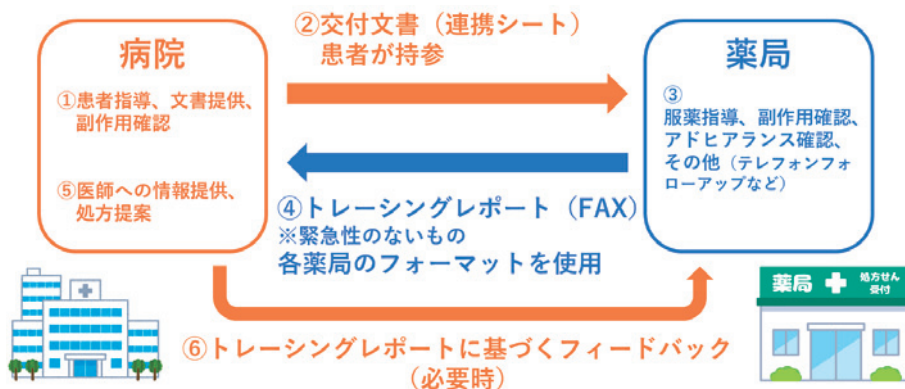 病院
①患者指導、文書提供、
副作用確認
⑤医師への情報提供、
処方提案
②交付文書（連携シート）
患者が持参
薬局
③
服薬指導、副作用確認、
アドヒアランス確認、
その他（テレフォンフォ
ローアップなど）
④トレーシングレポート（FAX）
※緊急性のないもの
各薬局のフォーマットを使用
薬局
処方せん
受付
⑥トレーシングレポートに基づくフィードバック
（必要時）